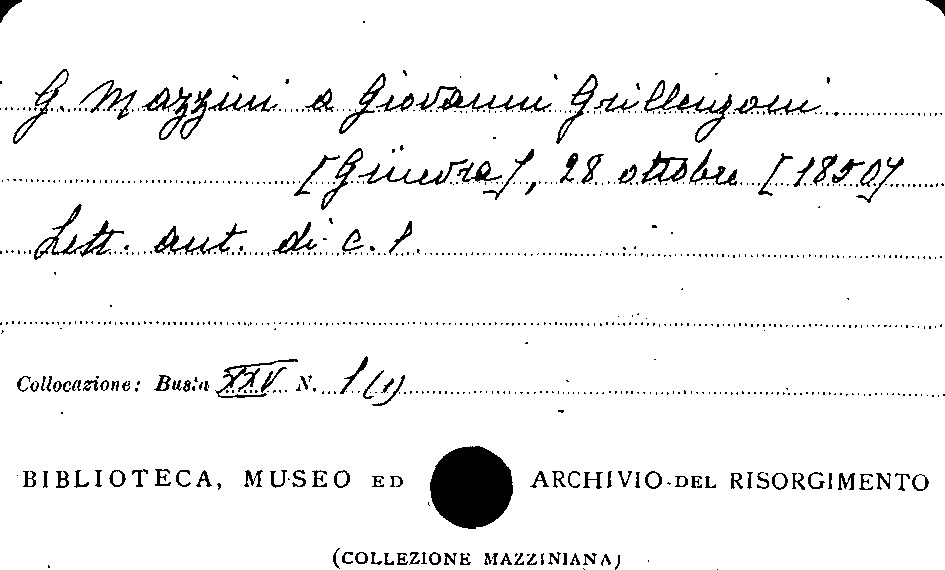 G. Mazzini a Giovanni Grillenzoni.
[Ginevra], 28 ottobre [1850]
Lett. aut. di c. 1.
Collocazione: Busta XXV N. 1 (1)
BIBLIOTECA, MUSEO ED ARCHIVIO DEL RISORGIMENTO
(COLLEZIONE MAZZINIANA)